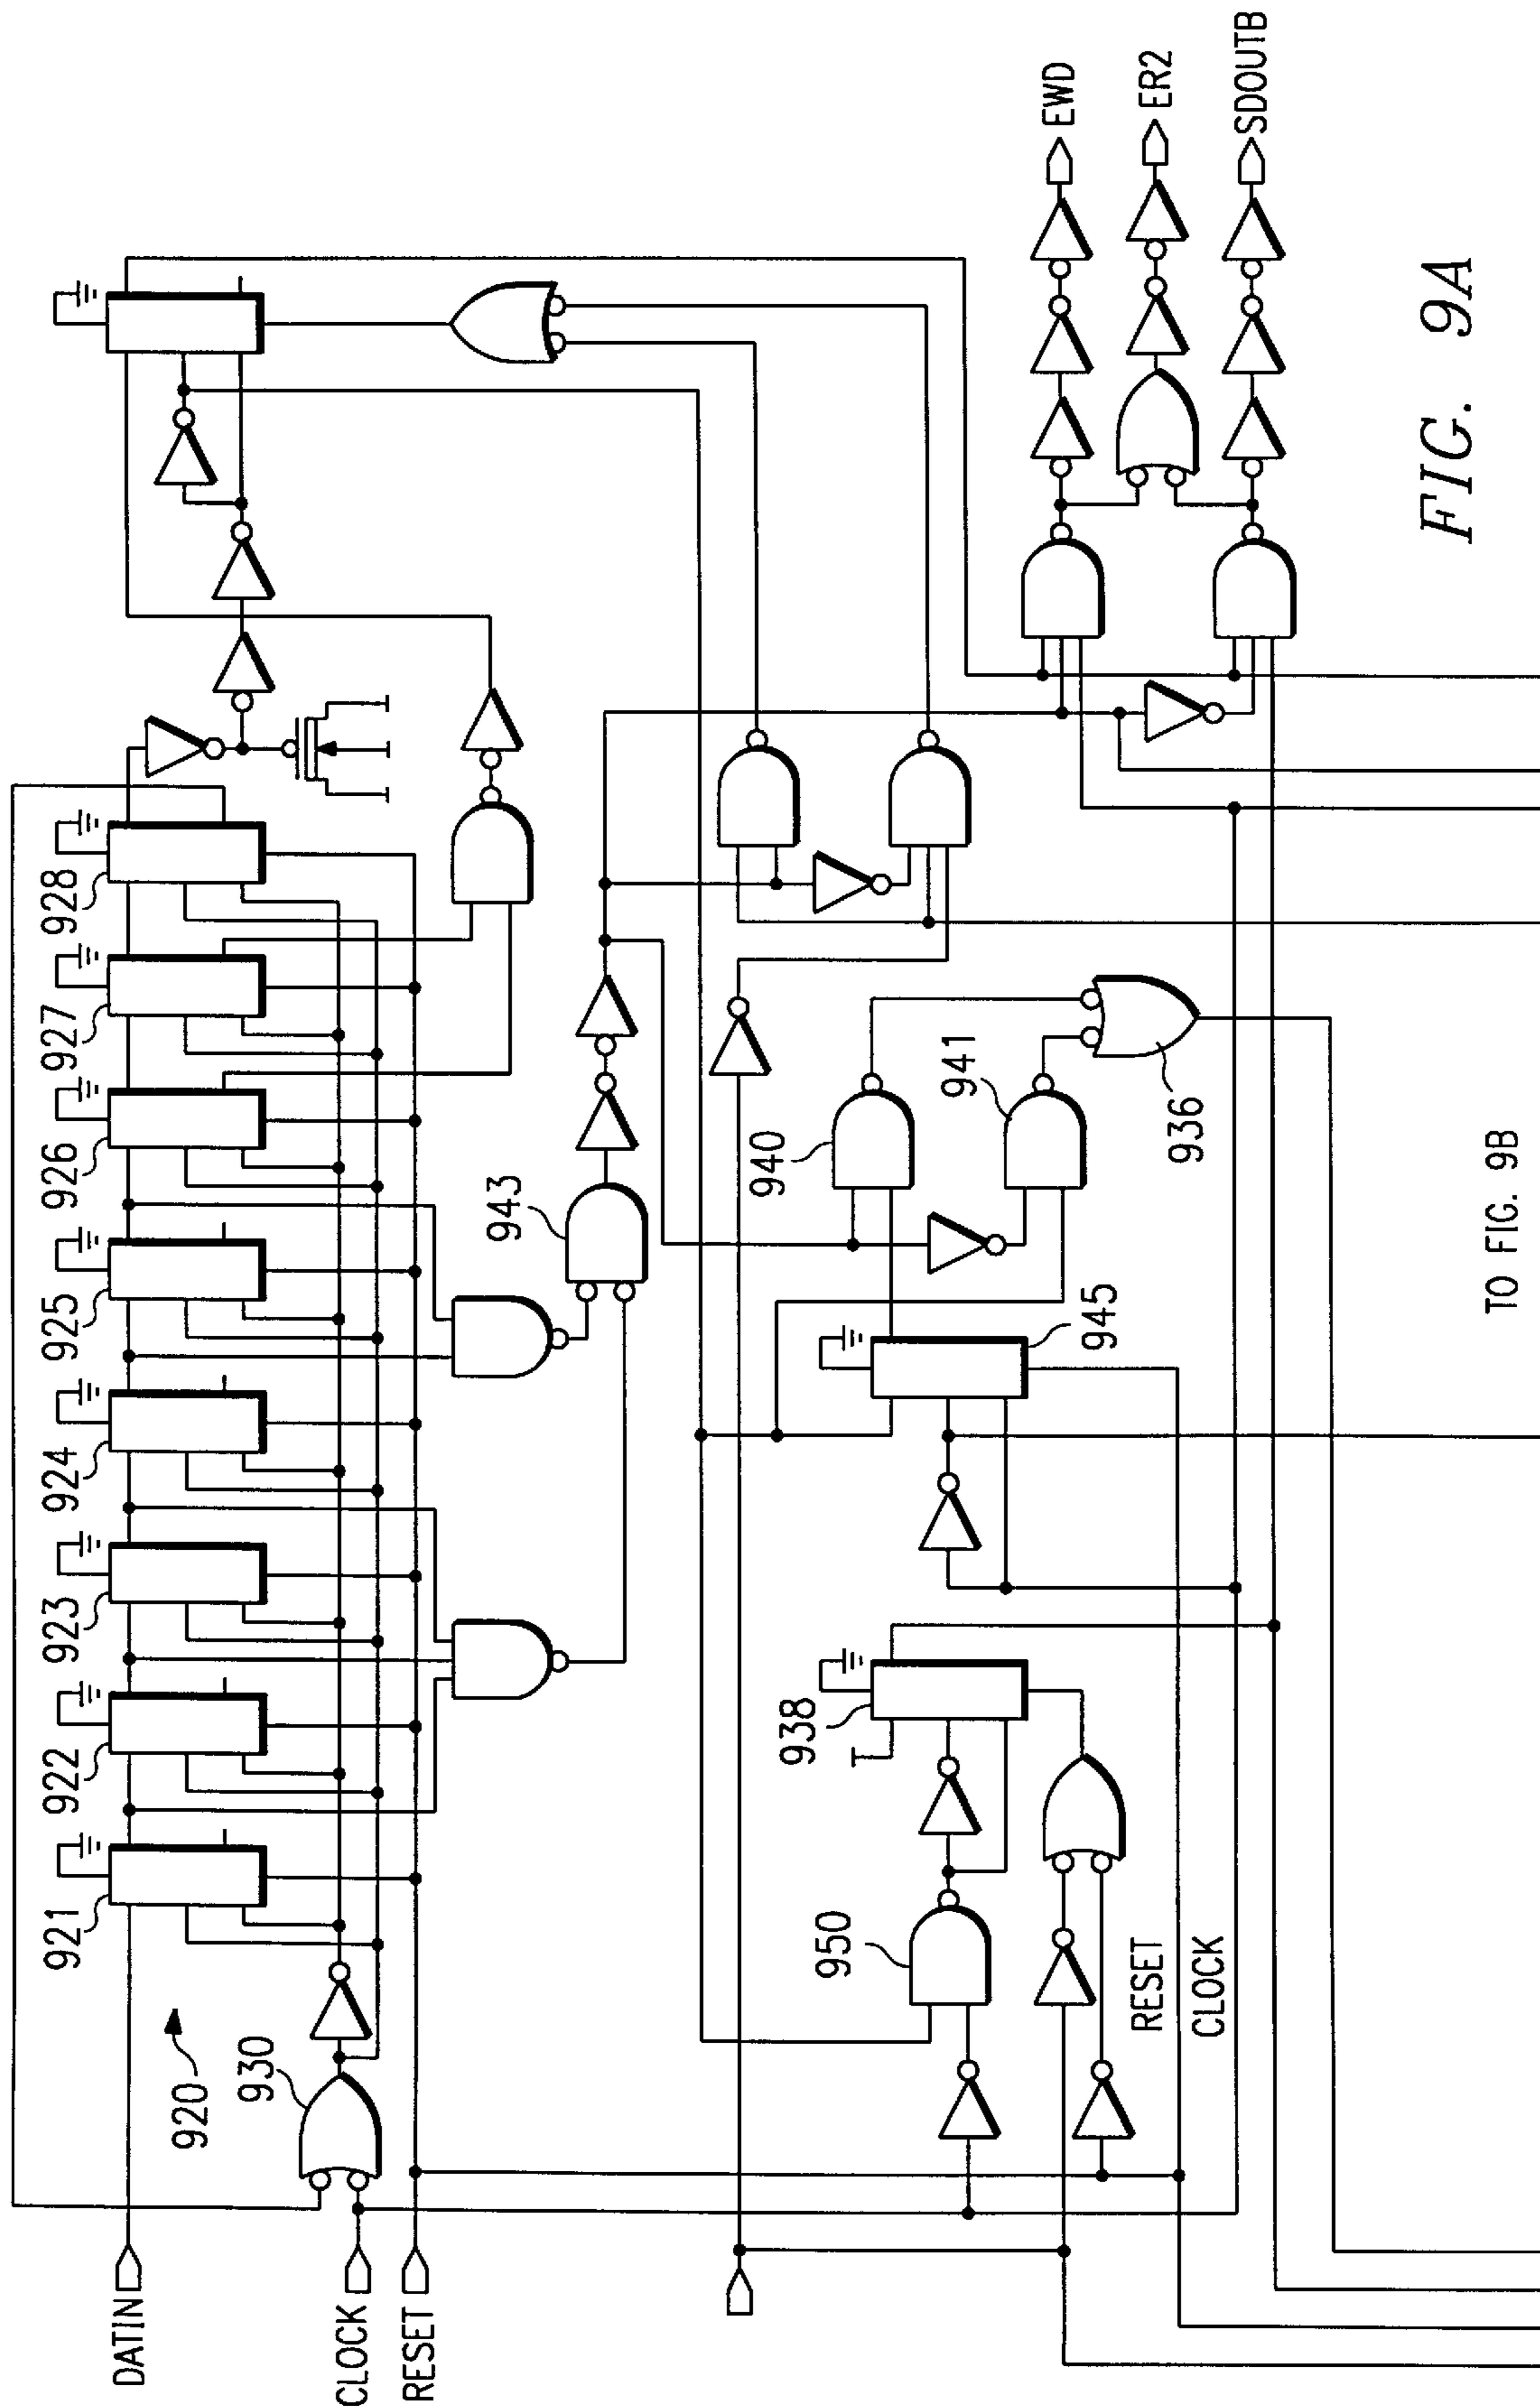 DATIN
CLOCK
RESET
920
930
921
922
923
924
925
926
927
928
943
950
938
945
940
941
936
RESET
CLOCK
EWD
ER2
SDOUTB
TO FIG. 9B
FIG. 9A